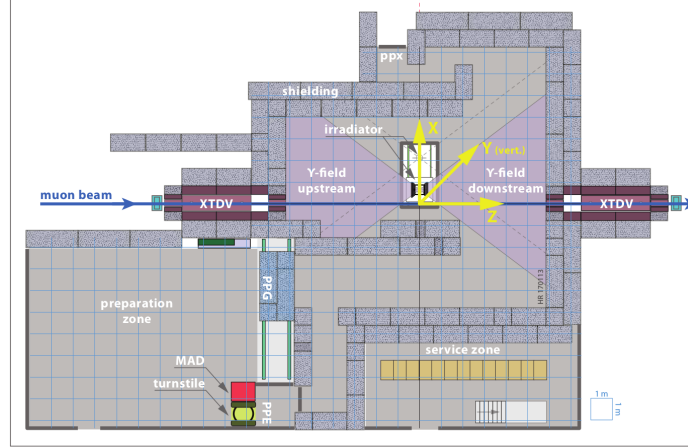 ppx
shielding
irradiator
X
Y (vert.)
Y-field
upstream
Y-field
downstream
muon beam
XTDV
XTDV
Z
preparation
zone
PPG
HR 170113
service zone
MAD
turnstile
PPE
1 m
1 m